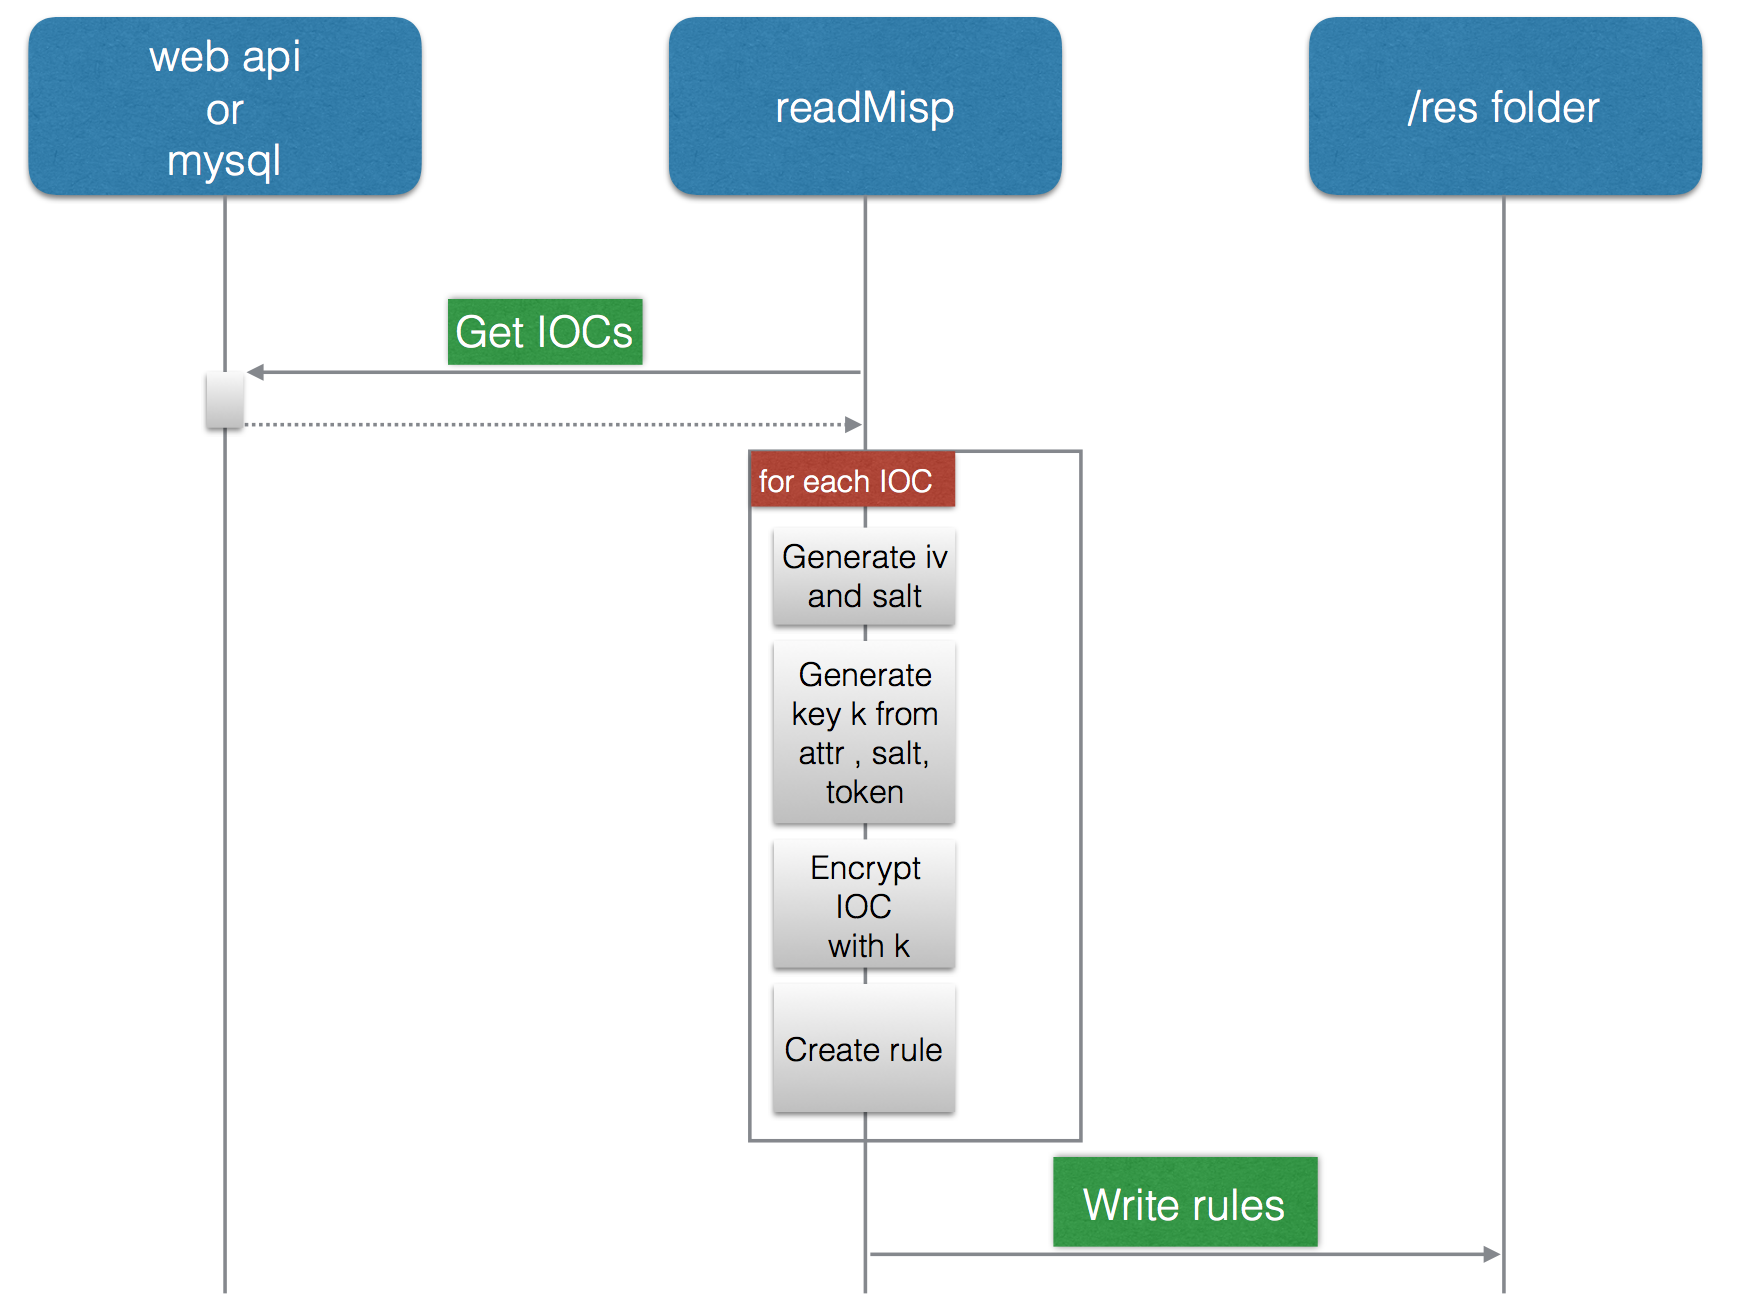 web api
or
mysql
readMisp
/res folder
Get IOCs
for each IOC
Generate iv
and salt
Generate
key k from
attr , salt,
token
Encrypt
IOC
with k
Create rule
Write rules